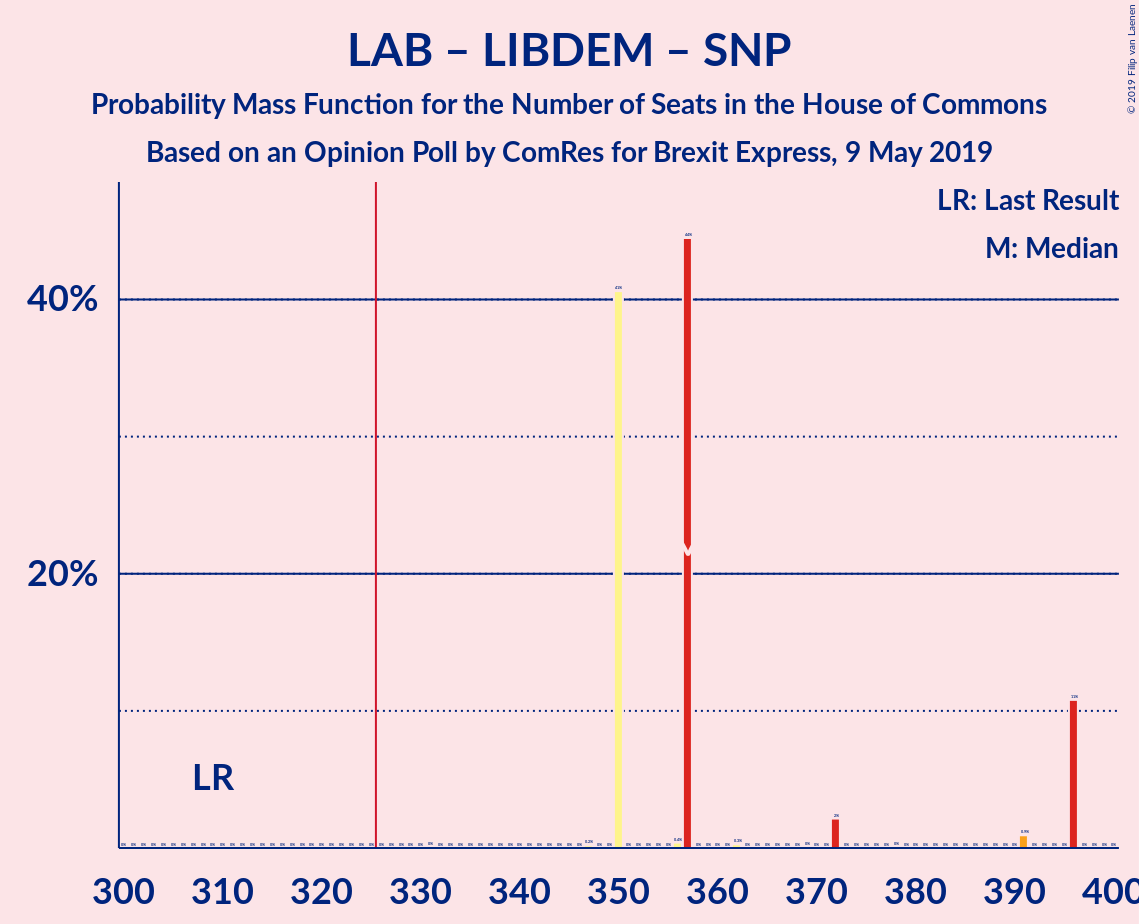 LAB – LIBDEM – SNP
Probability Mass Function for the Number of Seats in the House of Commons
Based on an Opinion Poll by ComRes for Brexit Express, 9 May 2019
© 2019 Filip van Laenen
LR: Last Result
M: Median
40%
20%
LR
M
300 310 320 330 340 350 360 370 380 390 400